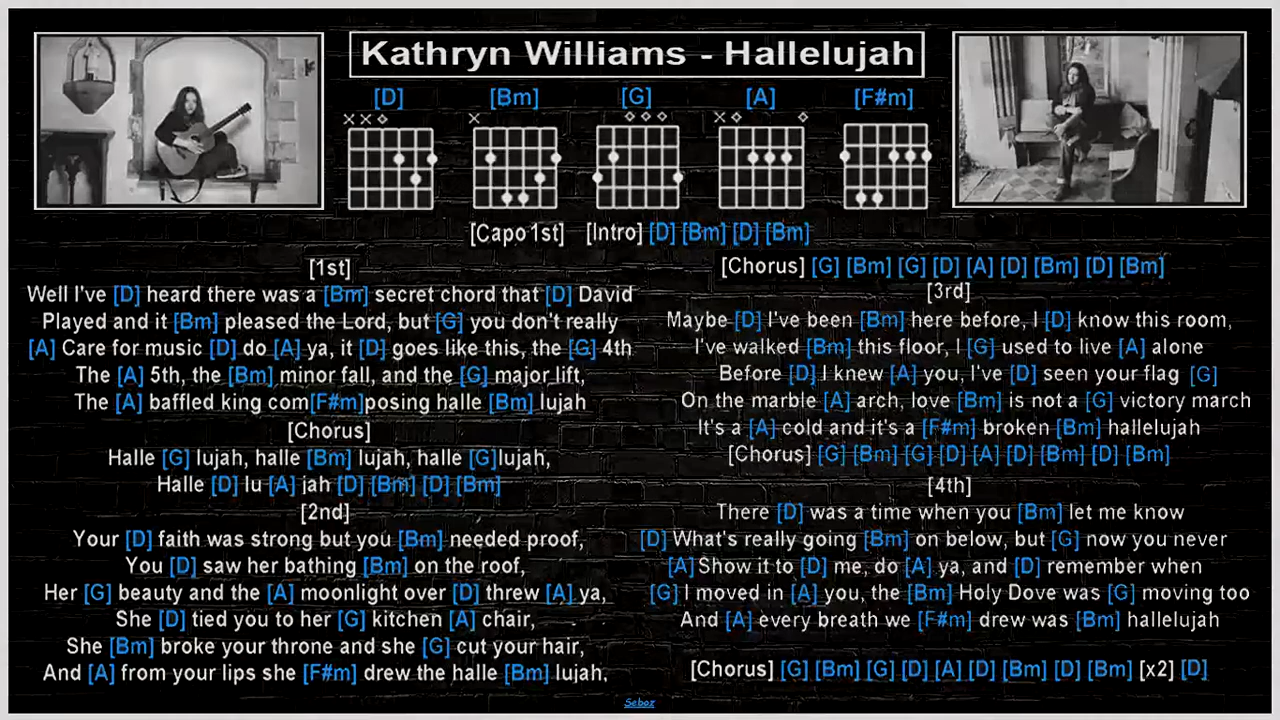 Kathryn Williams - Hallelujah
[D] [Bm] [G] [A] [F#m]
[Capo 1st] [Intro] [D] [Bm] [D] [Bm]
[1st]
Well I've [D] heard there was a [Bm] secret chord that [D] David
Played and it [Bm] pleased the Lord, but [G] you don't really
[A] Care for music [D] do [A] ya, it [D] goes like this, the [G] 4th
The [A] 5th, the [Bm] minor fall, and the [G] major lift,
The [A] baffled king com[F#m]posing halle [Bm] lujah
[Chorus]
Halle [G] lujah, halle [Bm] lujah, halle [G]lujah,
Halle [D] lu [A] jah [D] [Bm] [D] [Bm]
[2nd]
Your [D] faith was strong but you [Bm] needed proof,
You [D] saw her bathing [Bm] on the roof,
Her [G] beauty and the [A] moonlight over [D] threw [A] ya,
She [D] tied you to her [G] kitchen [A] chair,
She [Bm] broke your throne and she [G] cut your hair,
And [A] from your lips she [F#m] drew the halle [Bm] lujah,
[Chorus] [G] [Bm] [G] [D] [A] [D] [Bm] [D] [Bm]
[3rd]
Maybe [D] I've been [Bm] here before, I [D] know this room,
I've walked [Bm] this floor, I [G] used to live [A] alone
Before [D] I knew [A] you, I've [D] seen your flag [G]
On the marble [A] arch, love [Bm] is not a [G] victory march
It's a [A] cold and it's a [F#m] broken [Bm] hallelujah
[Chorus] [G] [Bm] [G] [D] [A] [D] [Bm] [D] [Bm]
[4th]
There [D] was a time when you [Bm] let me know
[D] What's really going [Bm] on below, but [G] now you never
[A] Show it to [D] me, do [A] ya, and [D] remember when
[G] I moved in [A] you, the [Bm] Holy Dove was [G] moving too
And [A] every breath we [F#m] drew was [Bm] hallelujah
[Chorus] [G] [Bm] [G] [D] [A] [D] [Bm] [D] [Bm] [x2] [D]
Seboz